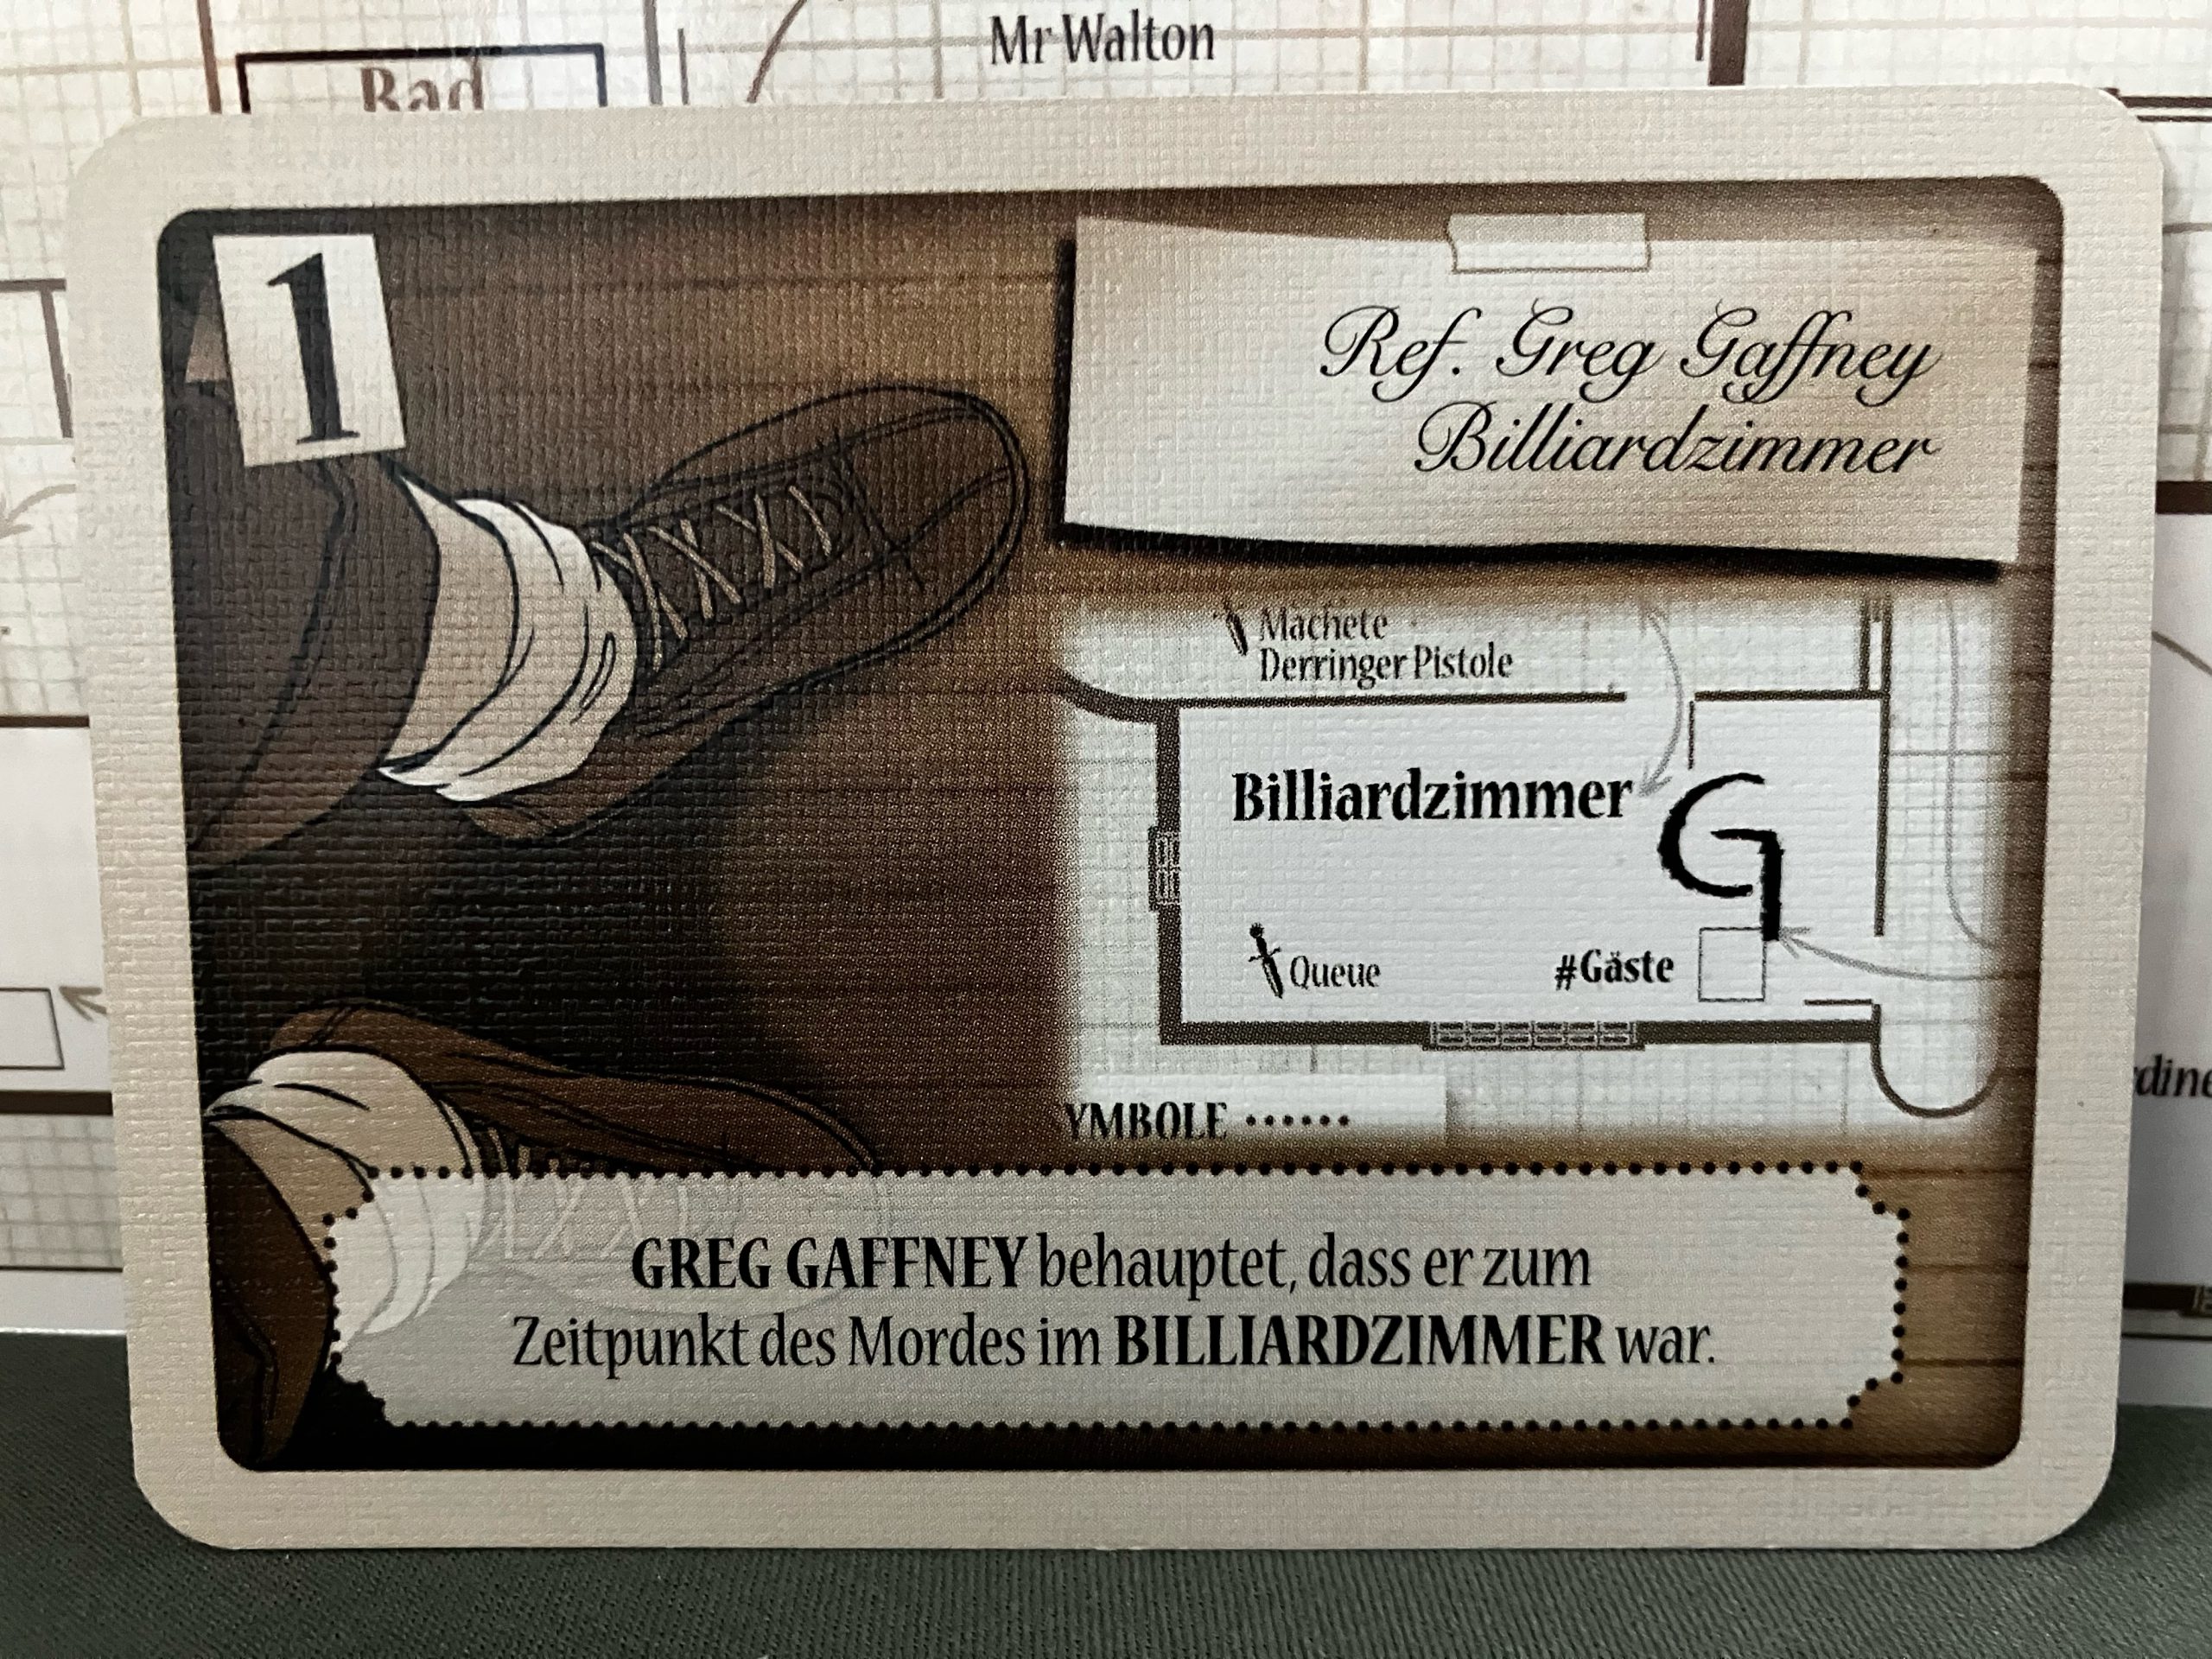 Mr Walton
Bad
1
Ref. Greg Gaffney
Billiardzimmer
Machete
Derringer Pistole
Billiardzimmer
G
Queue
#Gäste
YMBOLE ······
GREG GAFFNEY behauptet, dass er zum
Zeitpunkt des Mordes im BILLIARDZIMMER war.